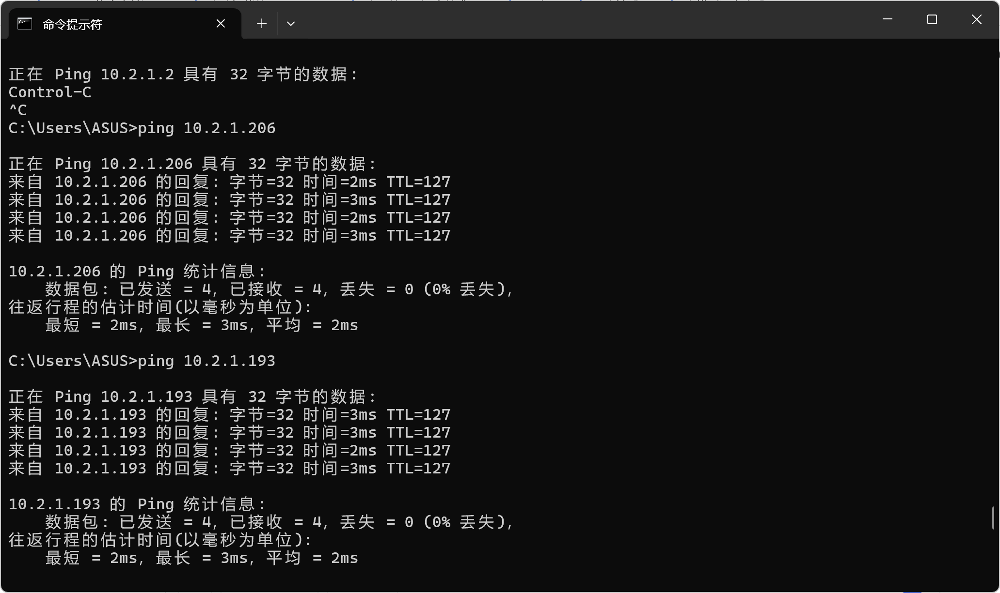 命令提示符
正在 Ping 10.2.1.2 具有 32 字节的数据:
Control-C
^C
C:\Users\ASUS>ping 10.2.1.206
正在 Ping 10.2.1.206 具有 32 字节的数据:
来自 10.2.1.206 的回复: 字节=32 时间=2ms TTL=127
来自 10.2.1.206 的回复: 字节=32 时间=3ms TTL=127
来自 10.2.1.206 的回复: 字节=32 时间=2ms TTL=127
来自 10.2.1.206 的回复: 字节=32 时间=3ms TTL=127
10.2.1.206 的 Ping 统计信息:
数据包: 已发送 = 4, 已接收 = 4, 丢失 = 0 (0% 丢失),
往返行程的估计时间(以毫秒为单位):
最短 = 2ms, 最长 = 3ms, 平均 = 2ms
C:\Users\ASUS>ping 10.2.1.193
正在 Ping 10.2.1.193 具有 32 字节的数据:
来自 10.2.1.193 的回复: 字节=32 时间=3ms TTL=127
来自 10.2.1.193 的回复: 字节=32 时间=3ms TTL=127
来自 10.2.1.193 的回复: 字节=32 时间=2ms TTL=127
来自 10.2.1.193 的回复: 字节=32 时间=3ms TTL=127
10.2.1.193 的 Ping 统计信息:
数据包: 已发送 = 4, 已接收 = 4, 丢失 = 0 (0% 丢失),
往返行程的估计时间(以毫秒为单位):
最短 = 2ms, 最长 = 3ms, 平均 = 2ms